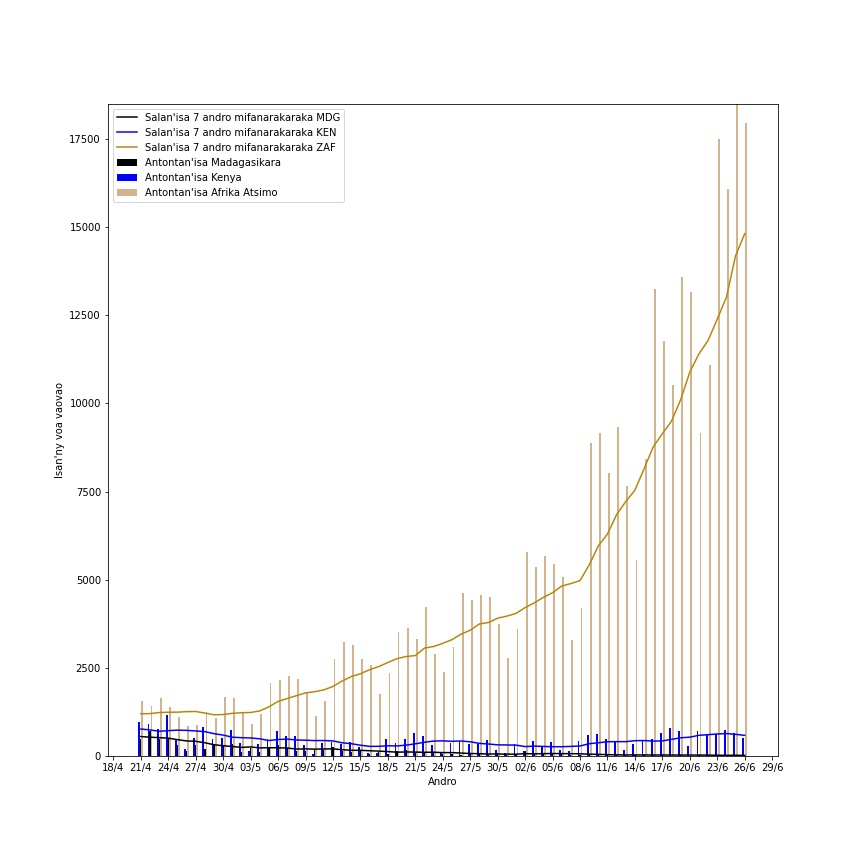 Salan'isa 7 andro mifanarakaraka MDG
Salan'isa 7 andro mifanarakaraka KEN
Salan'isa 7 andro mifanarakaraka ZAF
Antontan'isa Madagasikara
Antontan'isa Kenya
Antontan'isa Afrika Atsimo
17500
15000
12500
10000
7500
5000
2500
0
Isan'ny voa vaovao
18/4 21/4 24/4 27/4 30/4 03/5 06/5 09/5 12/5 15/5 18/5 21/5 24/5 27/5 30/5 02/6 05/6 08/6 11/6 14/6 17/6 20/6 23/6 26/6 29/6
Andro